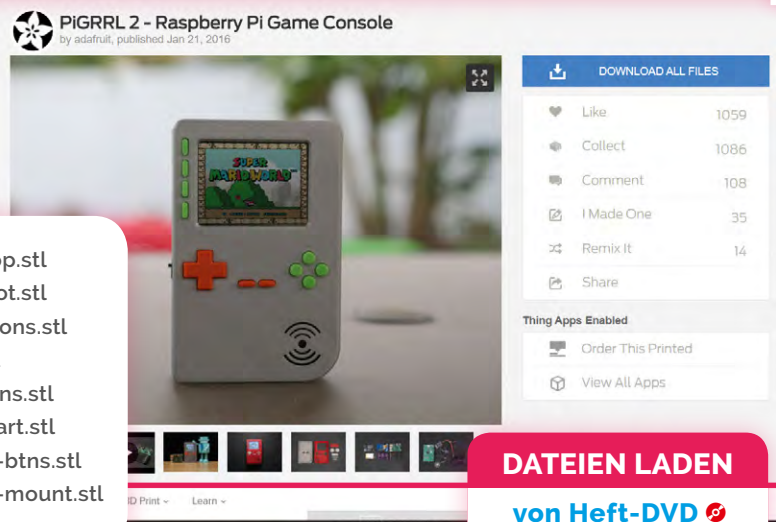 PiGRRL 2 - Raspberry Pi Game Console
by adafruit, published Jan 21, 2016
SUPER
MARIO WORLD
DOWNLOAD ALL FILES
Like 1059
Collect 1086
Comment 108
I Made One 35
Remix It 14
Share
Thing Apps Enabled
Order This Printed
View All Apps
op.stl
ot.stl
ons.stl
ns.stl
art.stl
-btns.stl
-mount.stl
3D Print
Learn
DATEIEN LADEN
von Heft-DVD